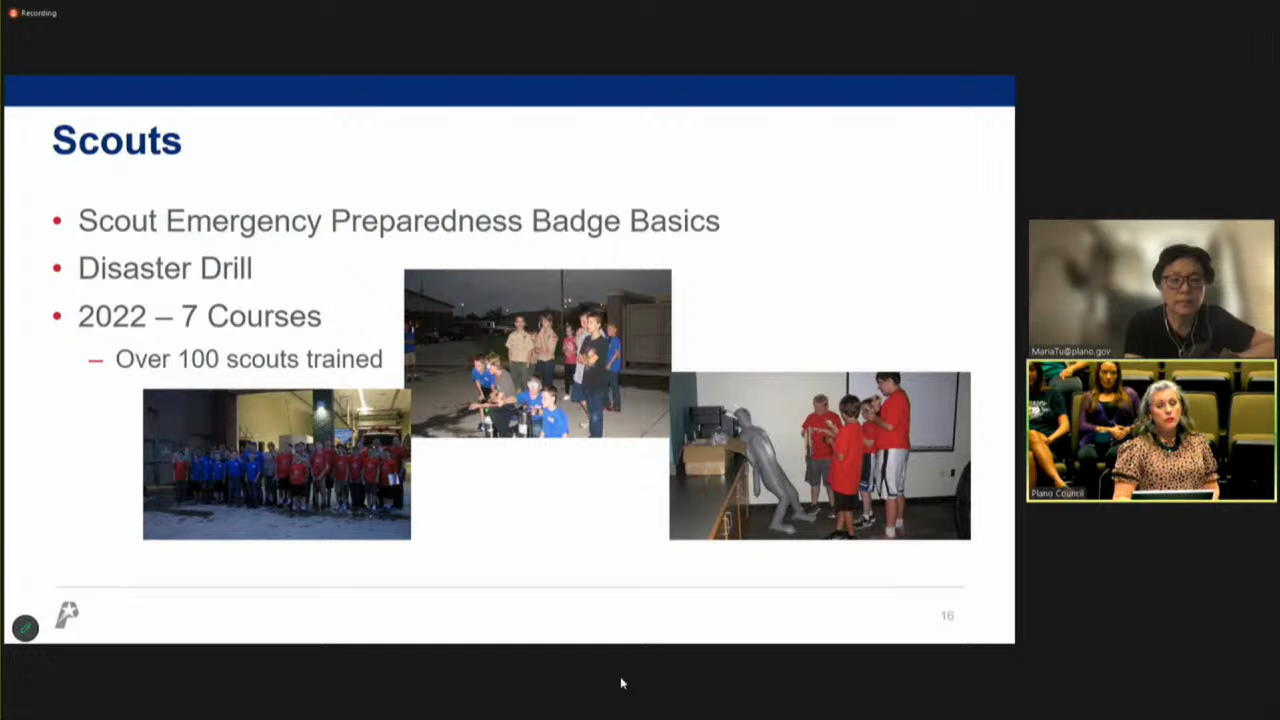 Recording
Scouts
• Scout Emergency Preparedness Badge Basics
• Disaster Drill
• 2022 – 7 Courses
– Over 100 scouts trained
16
MariaTu@plano.gov
Plano Council